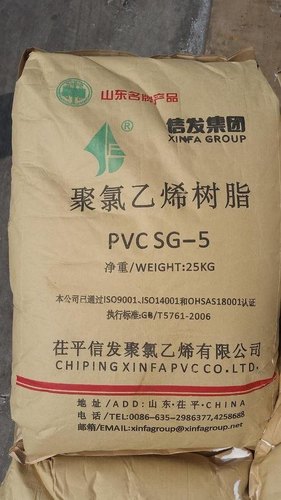 山东名牌产品
®
信发集团
XINFA GROUP
聚氯乙烯树脂
PVC SG-5
净重/WEIGHT:25KG
本公司已通过ISO9001、ISO14001和OHSAS18001认证
执行标准:GB/T5761-2006
茌平信发聚氯乙烯有限公司
CHIPING XINFA PVC CO.LTD.
地址/ADD:山东·茌平·CHINA
电话/TEL:0086-635-2986377,4258688
邮箱/EMAIL:xinfagroup@xinfagroup.net